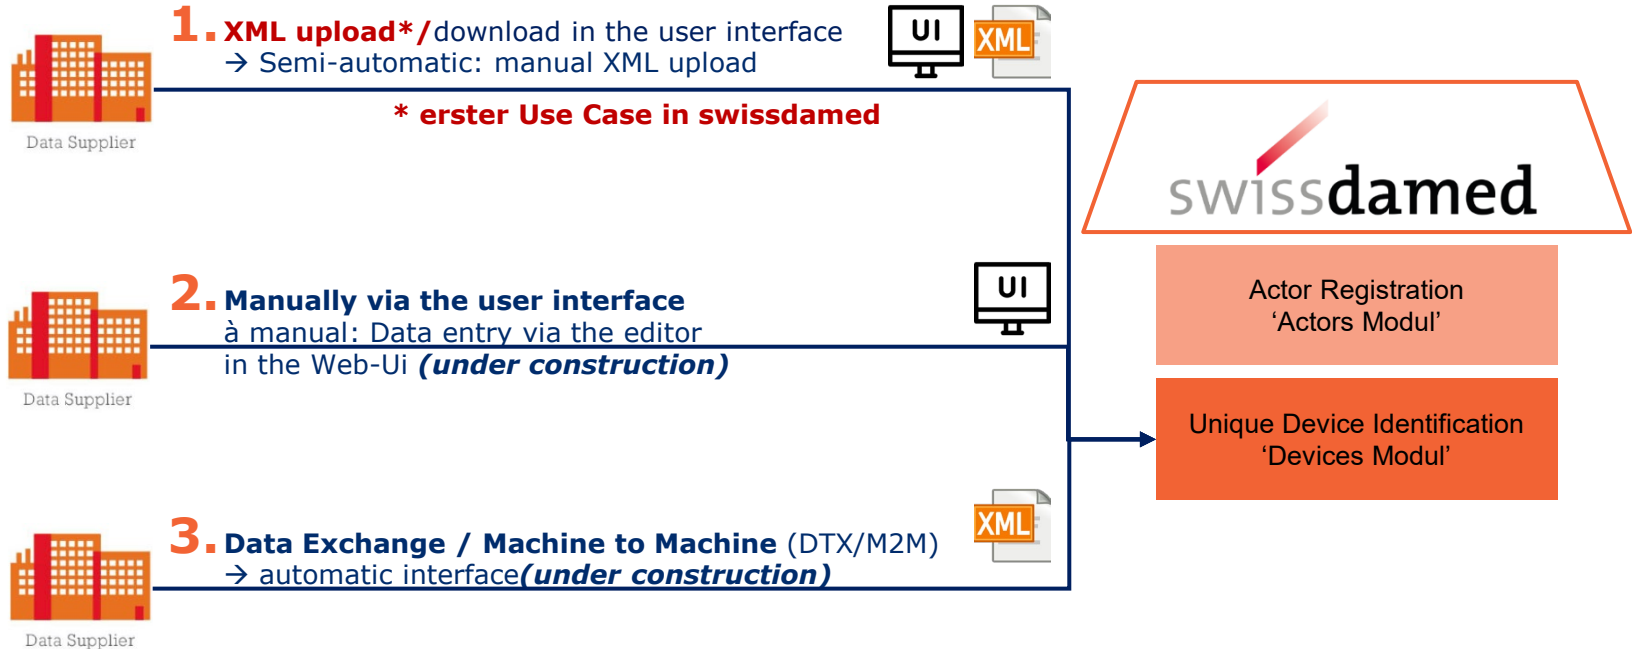 1. XML upload*/download in the user interface
→ Semi-automatic: manual XML upload
UI
XML
* erster Use Case in swissdamed
Data Supplier
swissdamed
2. Manually via the user interface
à manual: Data entry via the editor
in the Web-Ui (under construction)
UI
Data Supplier
Actor Registration
‘Actors Modul’
Unique Device Identification
‘Devices Modul’
3. Data Exchange / Machine to Machine (DTX/M2M)
→ automatic interface(under construction)
XML
Data Supplier